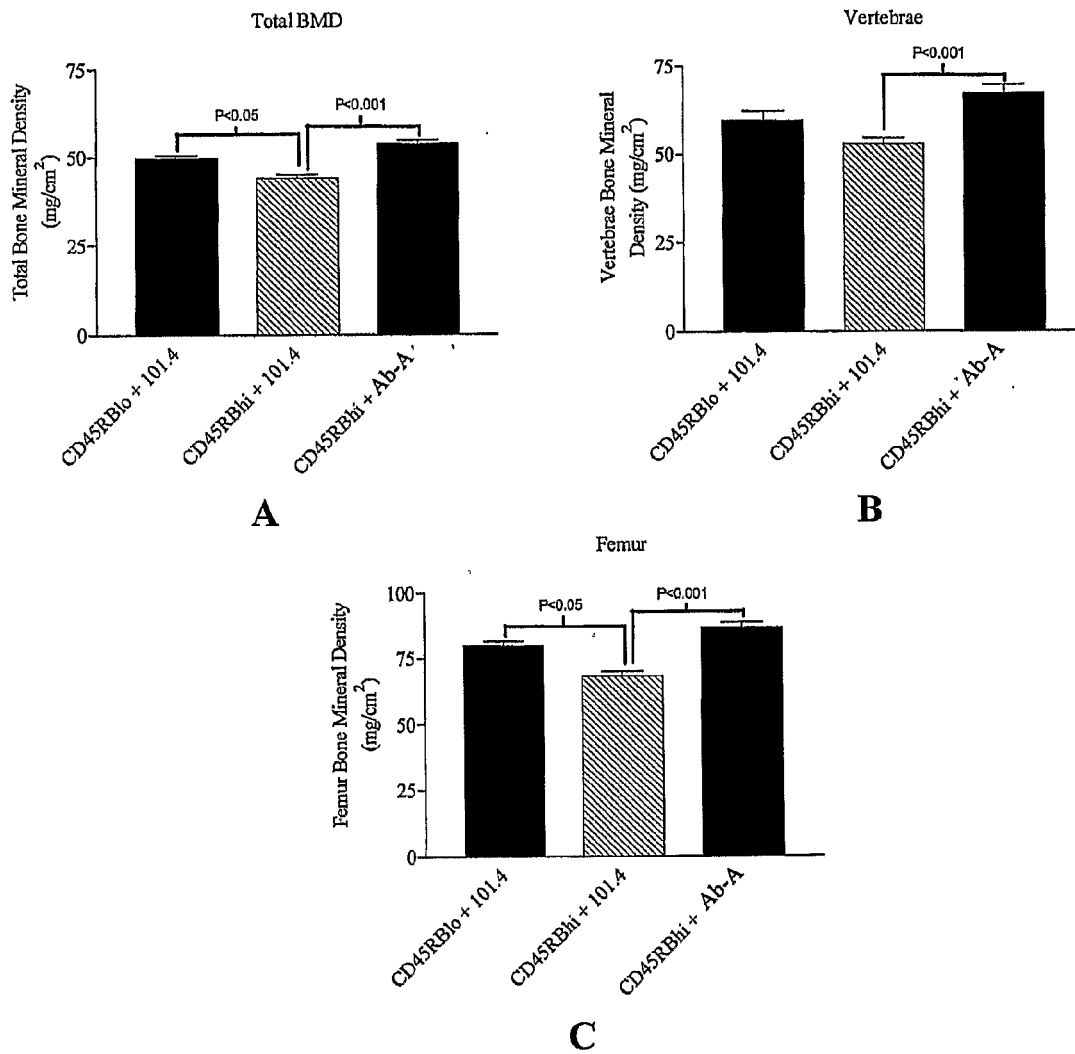 Total BMD
Total Bone Mineral Density
(mg/cm²)
75
50
25
0
P<0.05
P<0.001
CD45RBlo + 101.4
CD45RBhi + 101.4
CD45RBhi + Ab-A
A
Vertebrae
Vertebrae Bone Mineral
Density (mg/cm²)
75
50
25
0
P<0.001
CD45RBlo + 101.4
CD45RBhi + 101.4
CD45RBhi + Ab-A
B
Femur
Femur Bone Mineral Density
(mg/cm²)
100
75
50
25
0
P<0.05
P<0.001
CD45RBlo + 101.4
CD45RBhi + 101.4
CD45RBhi + Ab-A
C